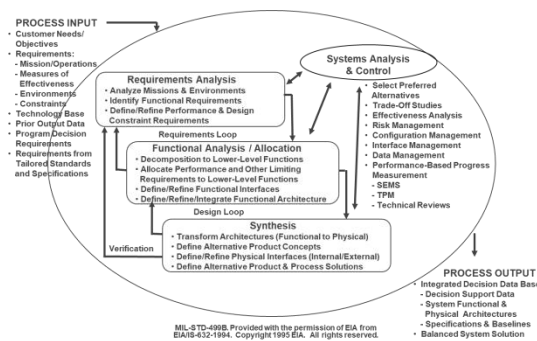 PROCESS INPUT
• Customer Needs/
Objectives
• Requirements:
- Mission/Operations
- Measures of
Effectiveness
- Environments
- Constraints
• Technology Base
• Prior Output Data
• Program Decision
Requirements
• Requirements from
Tailored Standards
and Specifications
Requirements Analysis
• Analyze Missions & Environments
• Identify Functional Requirements
• Define/Refine Performance & Design
Constraint Requirements
Systems Analysis
& Control
• Select Preferred
Alternatives
• Trade-Off Studies
• Effectiveness Analysis
• Risk Management
• Configuration Management
• Interface Management
• Data Management
• Performance-Based Progress
Measurement
- SEMS
- TPM
- Technical Reviews
Requirements Loop
Functional Analysis / Allocation
• Decomposition to Lower-Level Functions
• Allocate Performance and Other Limiting
Requirements to Lower-Level Functions
• Define/Refine Functional Interfaces
• Define/Refine/Integrate Functional Architecture
Design Loop
Synthesis
• Transform Architectures (Functional to Physical)
• Define Alternative Product Concepts
• Define/Refine Physical Interfaces (Internal/External)
• Define Alternative Product & Process Solutions
Verification
PROCESS OUTPUT
• Integrated Decision Data Base
- Decision Support Data
- System Functional &
Physical Architectures
- Specifications & Baselines
• Balanced System Solution
MIL-STD-499B. Provided with the permission of EIA from
EIA/IS-632-1994. Copyright 1995 EIA. All rights reserved.